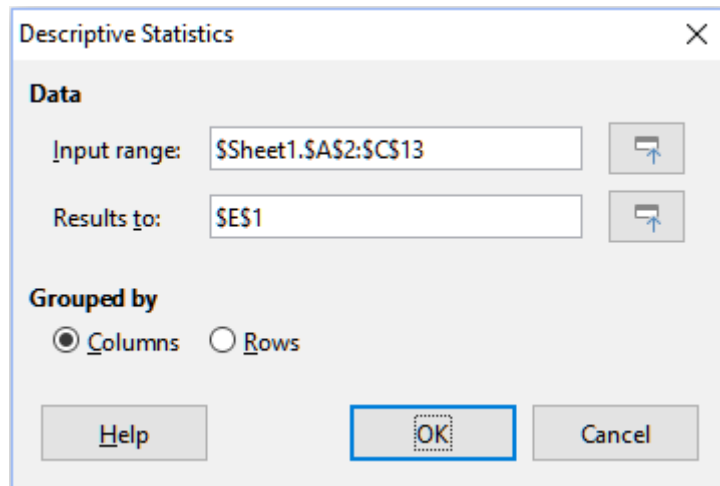 Descriptive Statistics
Data
Input range: $Sheet1.$A$2:$C$13
Results to: $E$1
Grouped by
Columns Rows
Help OK Cancel